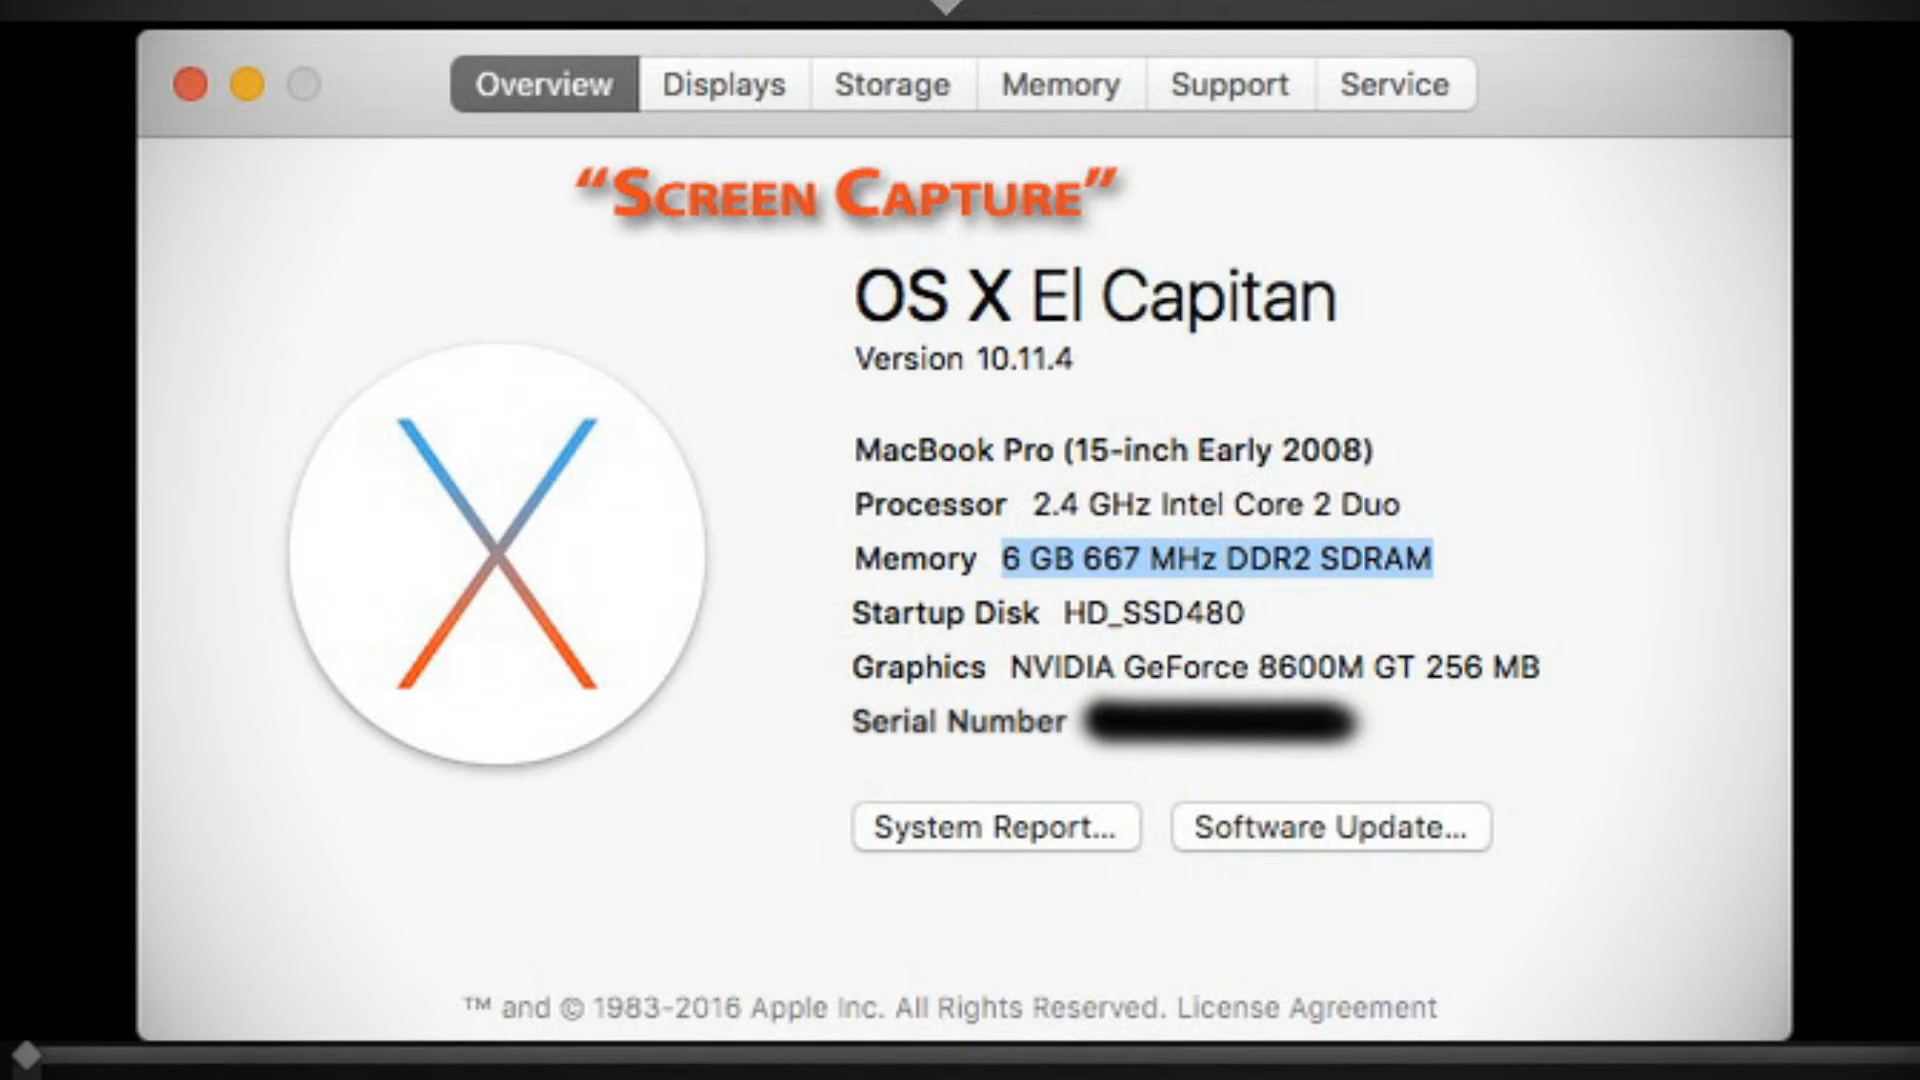 Overview Displays Storage Memory Support Service
“SCREEN CAPTURE”
OS X El Capitan
Version 10.11.4
MacBook Pro (15-inch Early 2008)
Processor 2.4 GHz Intel Core 2 Duo
Memory 6 GB 667 MHz DDR2 SDRAM
Startup Disk HD_SSD480
Graphics NVIDIA GeForce 8600M GT 256 MB
Serial Number
System Report... Software Update...
™ and © 1983-2016 Apple Inc. All Rights Reserved. License Agreement